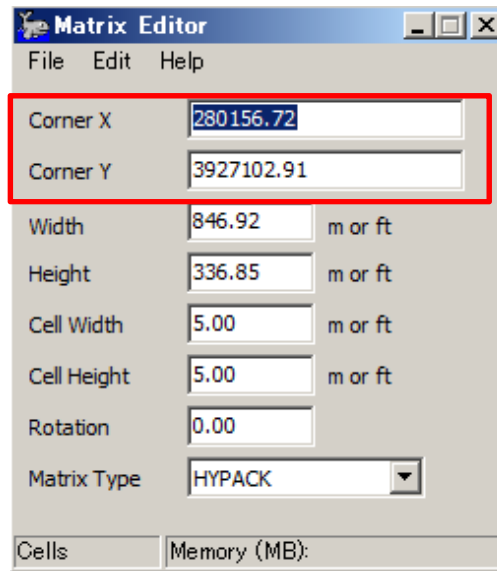 Matrix Editor
File Edit Help
Corner X 280156.72
Corner Y 3927102.91
Width 846.92 m or ft
Height 336.85 m or ft
Cell Width 5.00 m or ft
Cell Height 5.00 m or ft
Rotation 0.00
Matrix Type HYPACK
Cells Memory (MB):